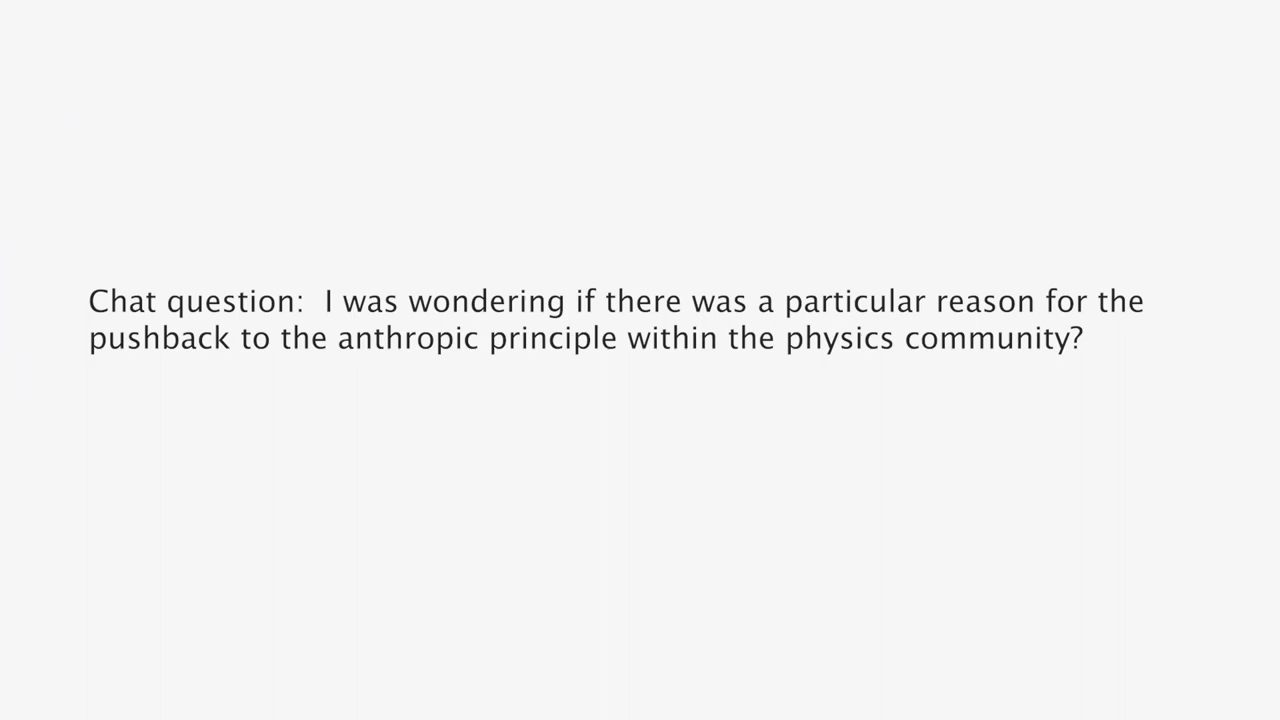 Chat question:  I was wondering if there was a particular reason for the
pushback to the anthropic principle within the physics community?